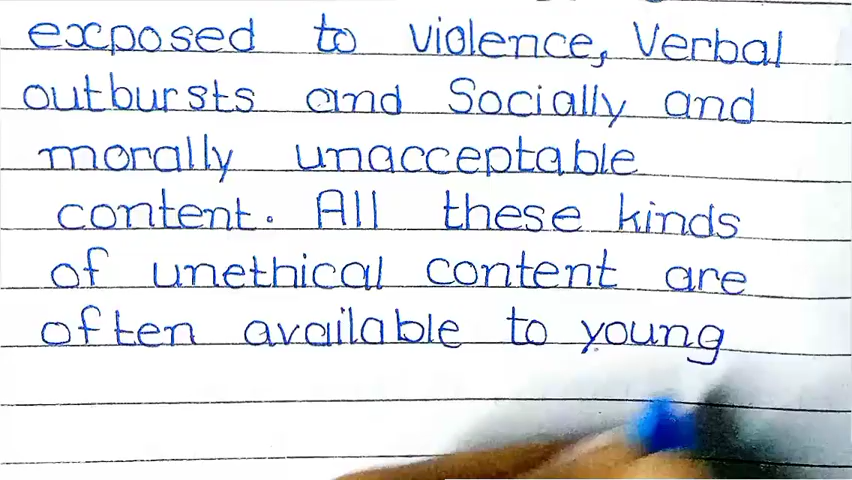 exposed to violence, Verbal
outbursts and Socially and
morally unacceptable
content. All these kinds
of unethical content are
often available to young